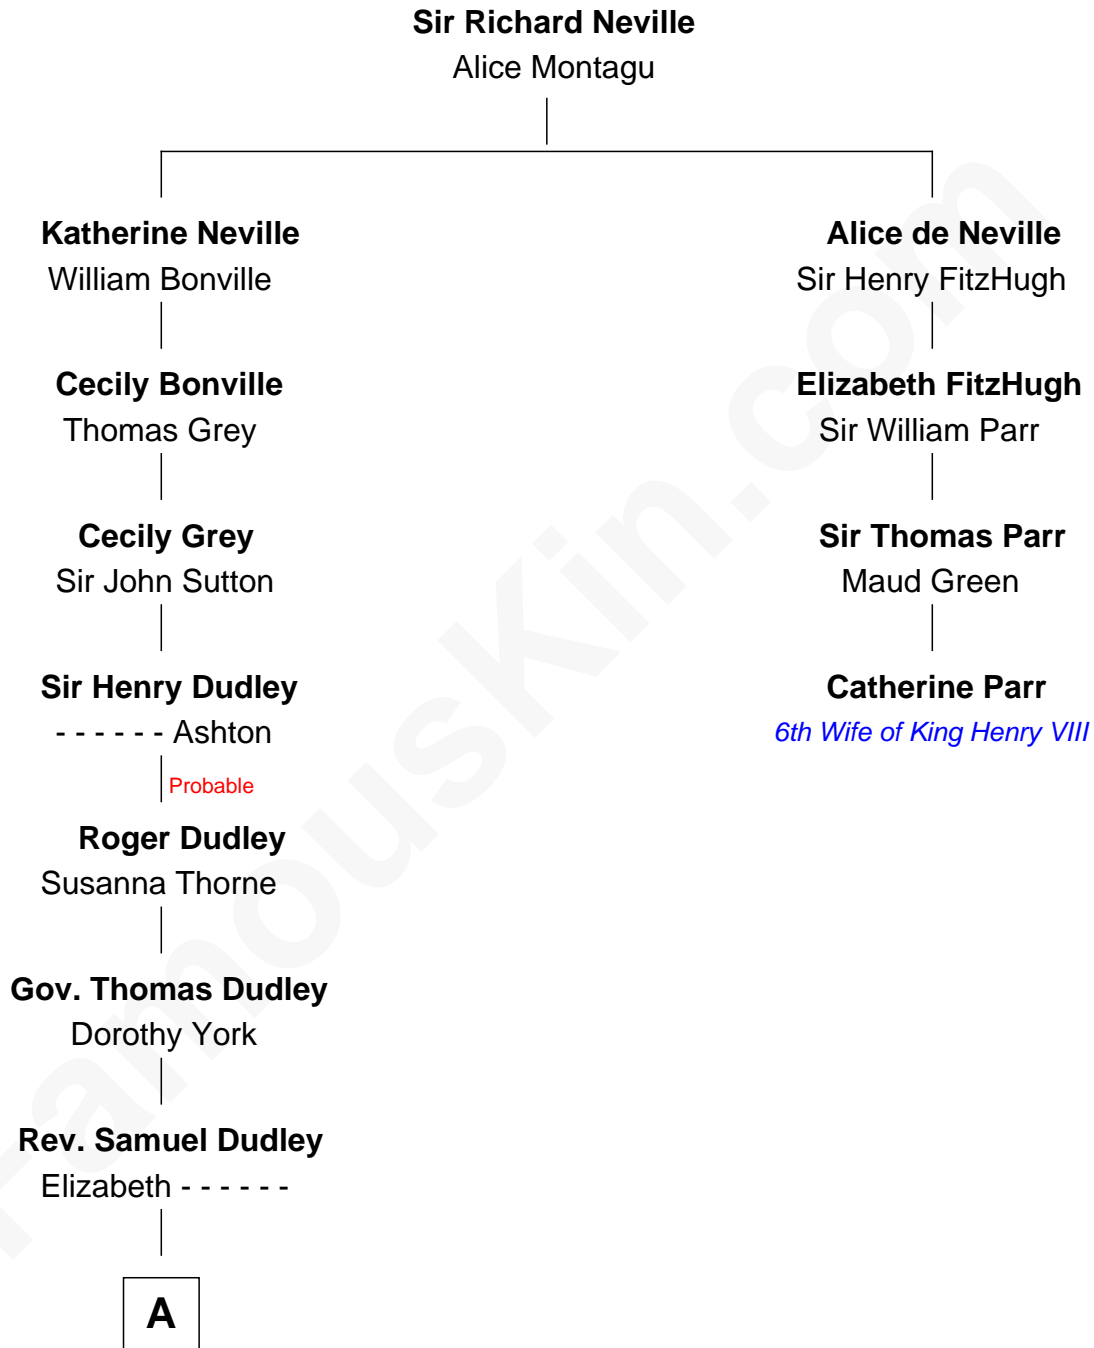 Sir Richard Neville
Alice Montagu
Katherine Neville
William Bonville
Alice de Neville
Sir Henry FitzHugh
Cecily Bonville
Thomas Grey
Elizabeth FitzHugh
Sir William Parr
Cecily Grey
Sir John Sutton
Sir Thomas Parr
Maud Green
Sir Henry Dudley
- - - - - - Ashton
Catherine Parr
6th Wife of King Henry VIII
Probable
Roger Dudley
Susanna Thorne
Gov. Thomas Dudley
Dorothy York
Rev. Samuel Dudley
Elizabeth - - - - - -
A
FamousKin.com